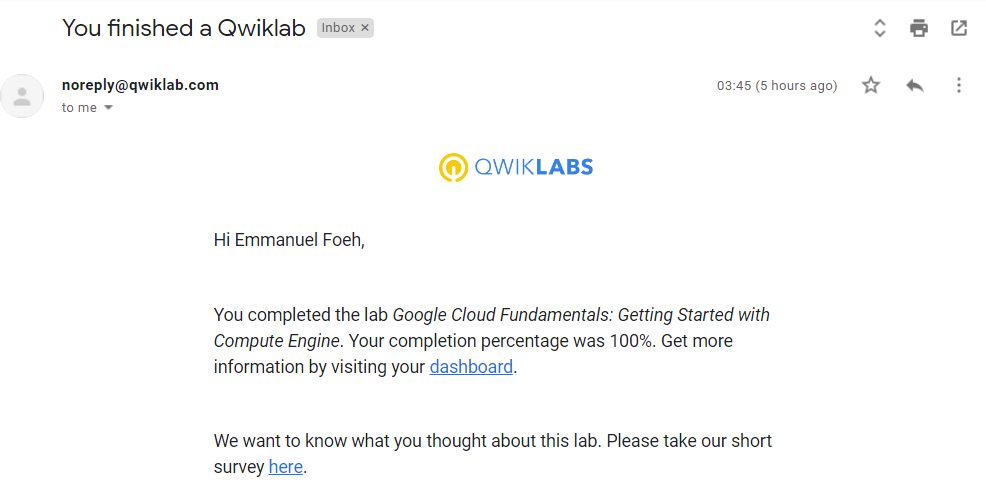 You finished a Qwiklab Inbox ×
noreply@qwiklab.com 03:45 (5 hours ago)
to me
QWIKLABS
Hi Emmanuel Foeh,
You completed the lab Google Cloud Fundamentals: Getting Started with
Compute Engine. Your completion percentage was 100%. Get more
information by visiting your dashboard.
We want to know what you thought about this lab. Please take our short
survey here.